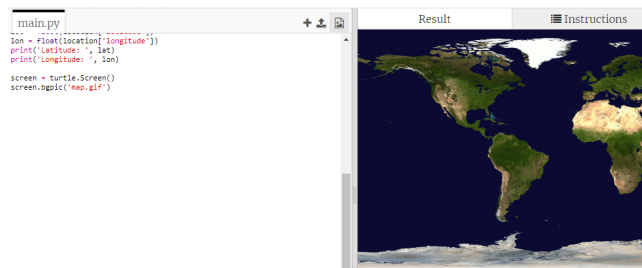 main.py
Result
Instructions
lon = float(location['longitude'])
print('Latitude: ', lat)
print('Longitude: ', lon)
screen = turtle.Screen()
screen.bgpic('map.gif')